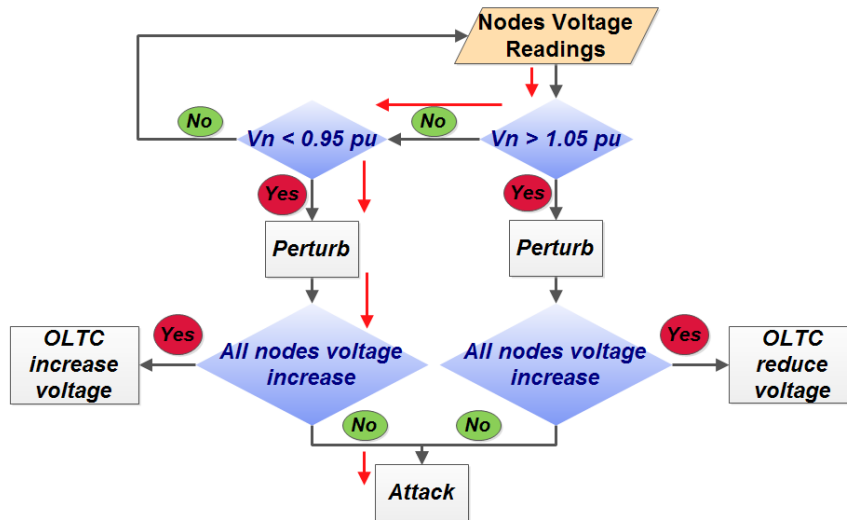 Nodes Voltage
Readings
No
Vn < 0.95 pu
No
Vn > 1.05 pu
Yes
Yes
Perturb
Perturb
OLTC
increase
voltage
Yes
All nodes voltage
increase
All nodes voltage
increase
Yes
OLTC
reduce
voltage
No
No
Attack